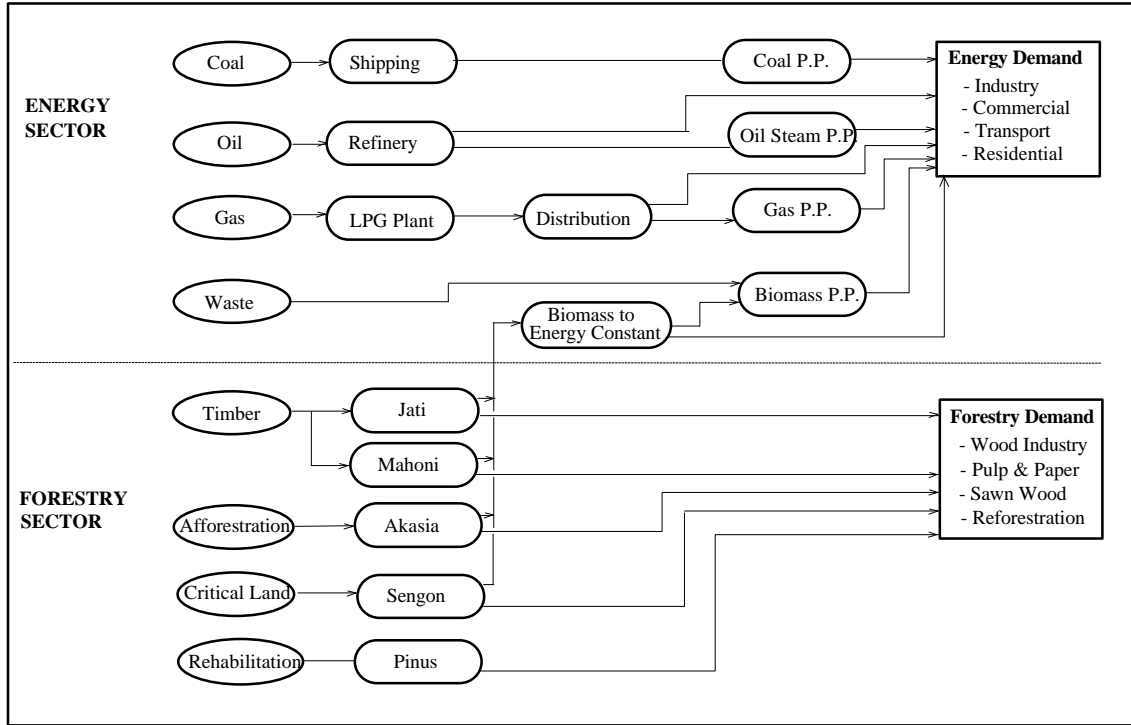 ENERGY
SECTOR
Coal
Shipping
Coal P.P.
Energy Demand
- Industry
- Commercial
- Transport
- Residential
Oil
Refinery
Oil Steam P.P.
Gas
LPG Plant
Distribution
Gas P.P.
Waste
Biomass P.P.
Biomass to
Energy Constant
FORESTRY
SECTOR
Timber
Jati
Forestry Demand
- Wood Industry
- Pulp & Paper
- Sawn Wood
- Reforestration
Mahoni
Afforestration
Akasia
Critical Land
Sengon
Rehabilitation
Pinus